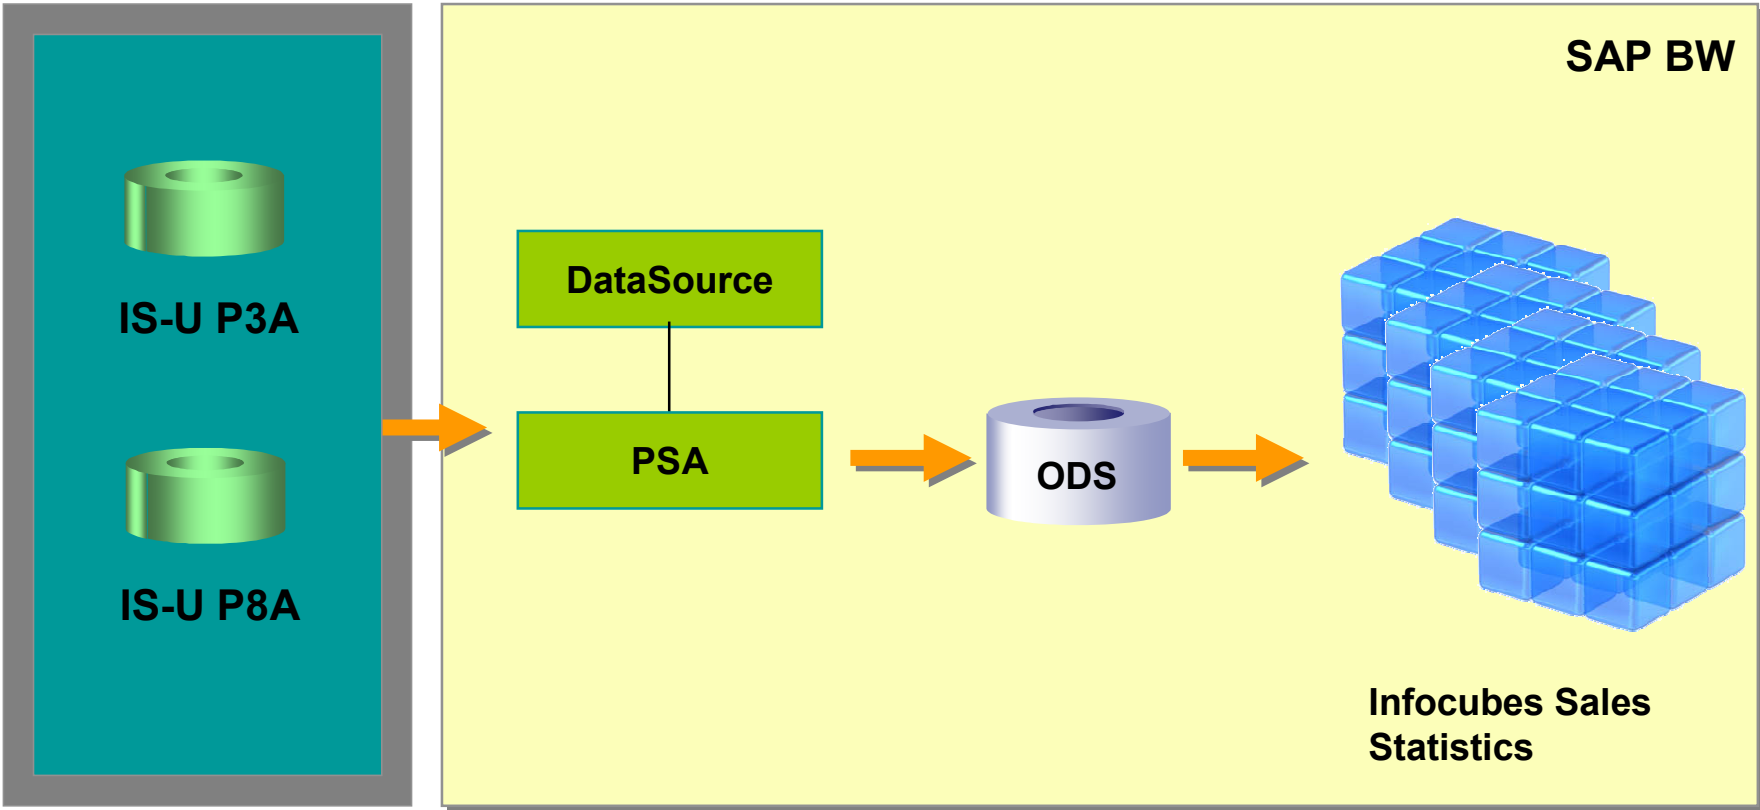 SAP BW
IS-U P3A
IS-U P8A
DataSource
PSA
ODS
Infocubes Sales
Statistics